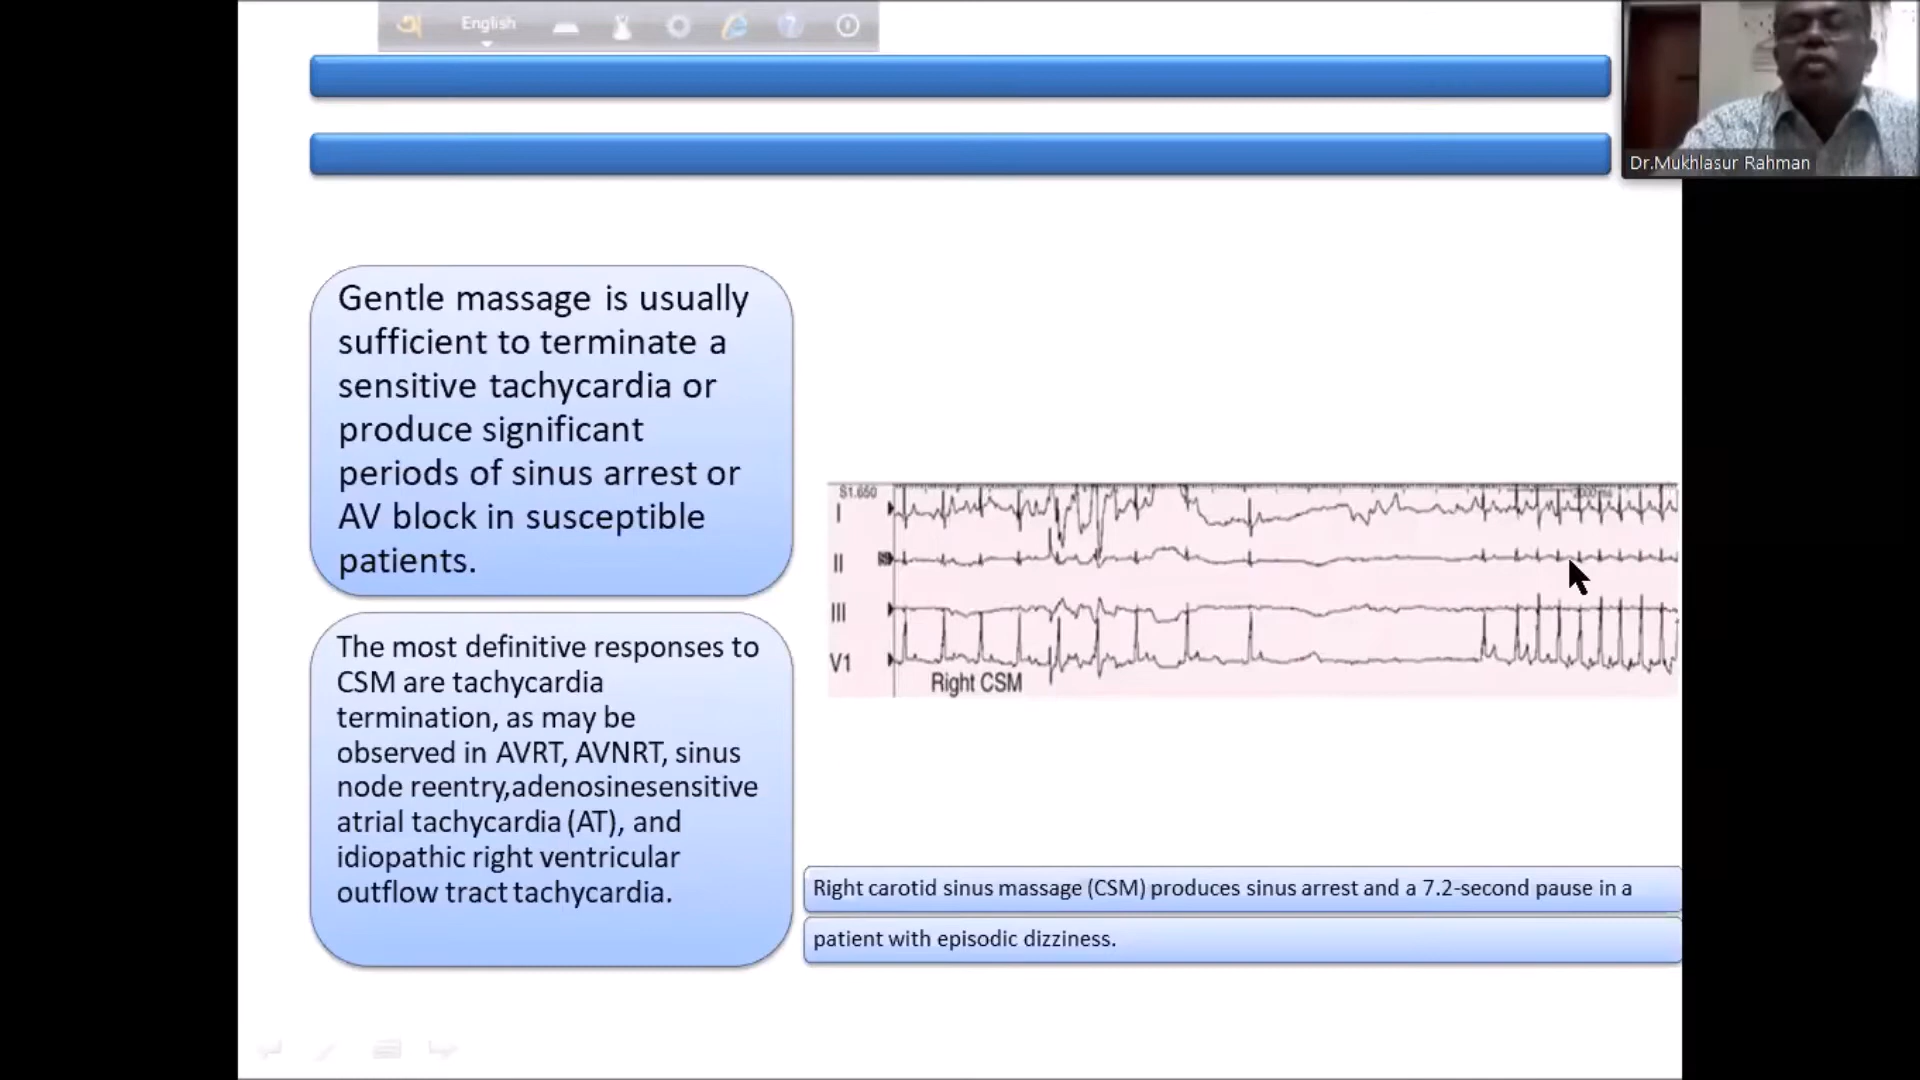 English
Dr.Mukhlasur Rahman
Gentle massage is usually
sufficient to terminate a
sensitive tachycardia or
produce significant
periods of sinus arrest or
AV block in susceptible
patients.
The most definitive responses to
CSM are tachycardia
termination, as may be
observed in AVRT, AVNRT, sinus
node reentry,adenosinesensitive
atrial tachycardia (AT), and
idiopathic right ventricular
outflow tract tachycardia.
S1.650
I
II
III
V1
Right CSM
Right carotid sinus massage (CSM) produces sinus arrest and a 7.2-second pause in a
patient with episodic dizziness.